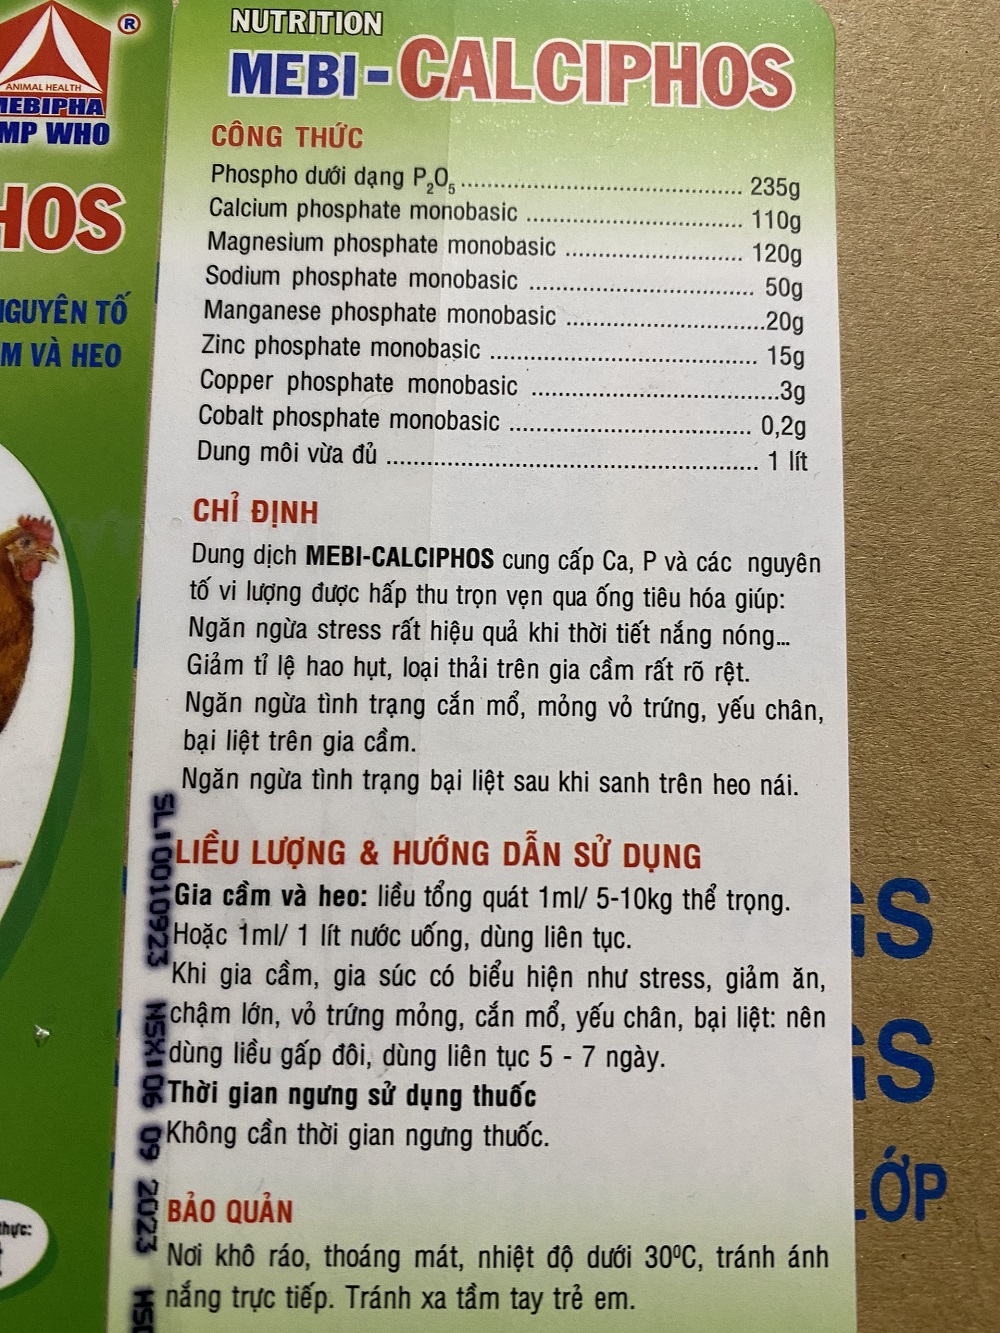 ®
ANIMAL HEALTH
MEBIPHA
GMP WHO
HOS
NGUYÊN TỐ
M VÀ HEO
thực:
NUTRITION
MEBI-CALCIPHOS
CÔNG THỨC
Phospho dưới dạng P₂O₅ .......................................... 235g
Calcium phosphate monobasic ................................ 110g
Magnesium phosphate monobasic .......................... 120g
Sodium phosphate monobasic .................................. 50g
Manganese phosphate monobasic .............................20g
Zinc phosphate monobasic ........................................ 15g
Copper phosphate monobasic .....................................3g
Cobalt phosphate monobasic .................................... 0,2g
Dung môi vừa đủ ........................................................ 1 lít
CHỈ ĐỊNH
Dung dịch MEBI-CALCIPHOS cung cấp Ca, P và các nguyên
tố vi lượng được hấp thu trọn vẹn qua ống tiêu hóa giúp:
Ngăn ngừa stress rất hiệu quả khi thời tiết nắng nóng...
Giảm tỉ lệ hao hụt, loại thải trên gia cầm rất rõ rệt.
Ngăn ngừa tình trạng cắn mổ, mỏng vỏ trứng, yếu chân,
bại liệt trên gia cầm.
Ngăn ngừa tình trạng bại liệt sau khi sanh trên heo nái.
LIỀU LƯỢNG & HƯỚNG DẪN SỬ DỤNG
Gia cầm và heo: liều tổng quát 1ml/ 5-10kg thể trọng.
Hoặc 1ml/ 1 lít nước uống, dùng liên tục.
Khi gia cầm, gia súc có biểu hiện như stress, giảm ăn,
chậm lớn, vỏ trứng mỏng, cắn mổ, yếu chân, bại liệt: nên
dùng liều gấp đôi, dùng liên tục 5 - 7 ngày.
Thời gian ngưng sử dụng thuốc
Không cần thời gian ngưng thuốc.
BẢO QUẢN
Nơi khô ráo, thoáng mát, nhiệt độ dưới 30⁰C, tránh ánh
nắng trực tiếp. Tránh xa tầm tay trẻ em.
SL:0010923 NSX:06 09 2023 HSD
GS
GS
LỚP